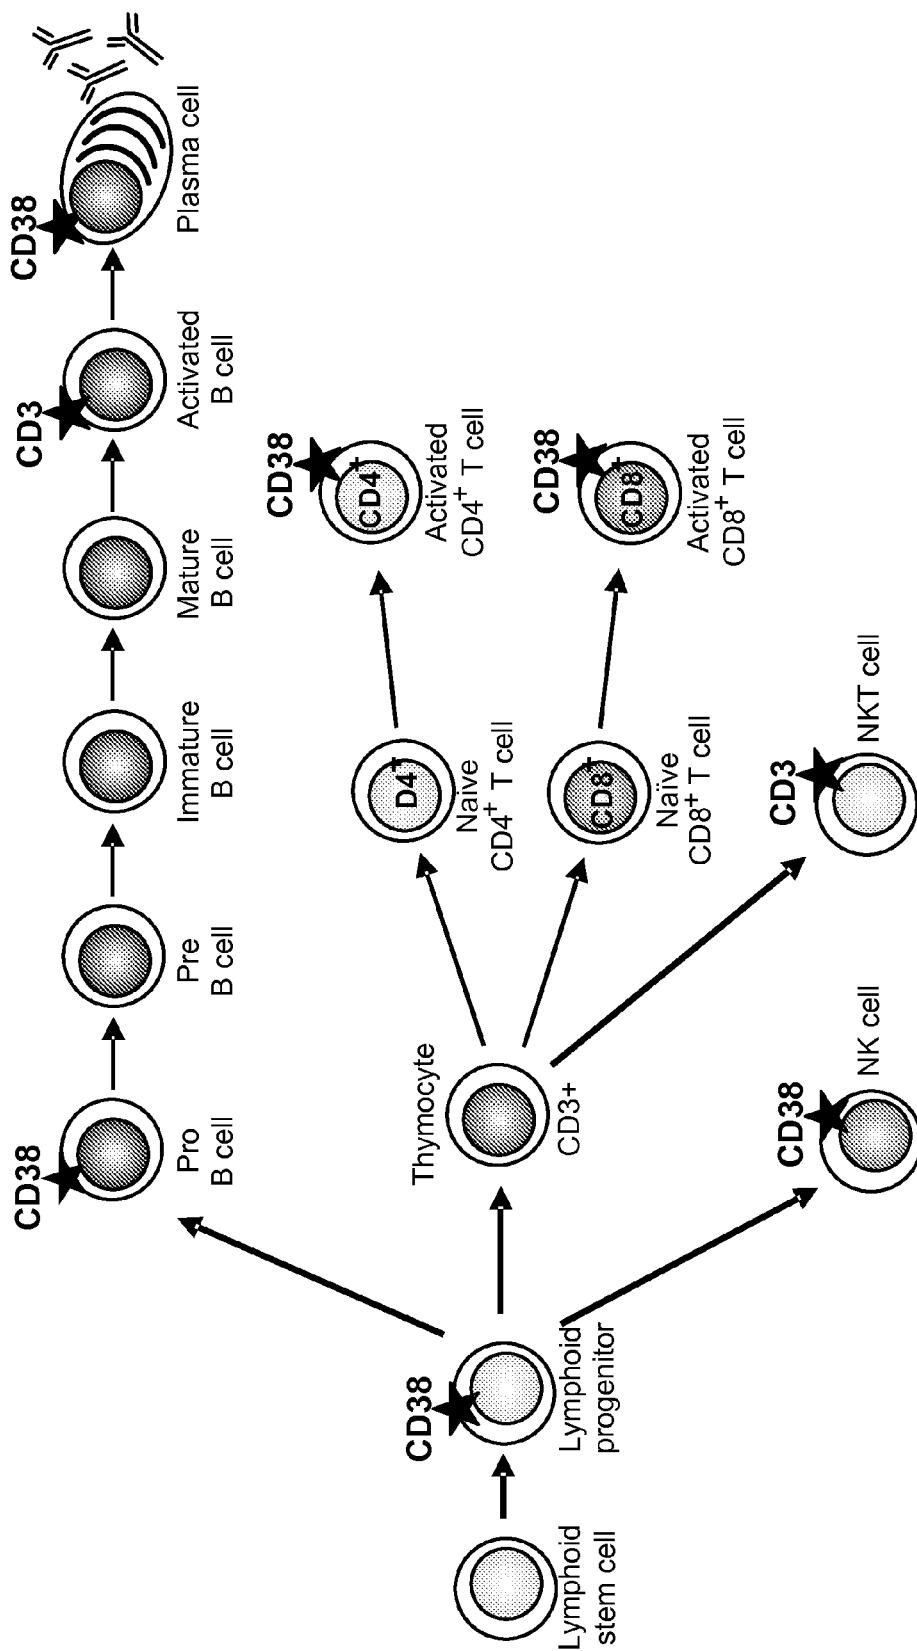 CD38
Pro
B cell
Pre
B cell
Immature
B cell
Mature
B cell
CD3
Activated
B cell
CD38
Plasma cell
Lymphoid
stem cell
CD38
Lymphoid
progenitor
Thymocyte
CD3+
D4+
Naïve
CD4+ T cell
CD38
CD4+
Activated
CD4+ T cell
CD8+
Naïve
CD8+ T cell
CD38
CD8+
Activated
CD8+ T cell
CD38
NK cell
CD3
NKT cell